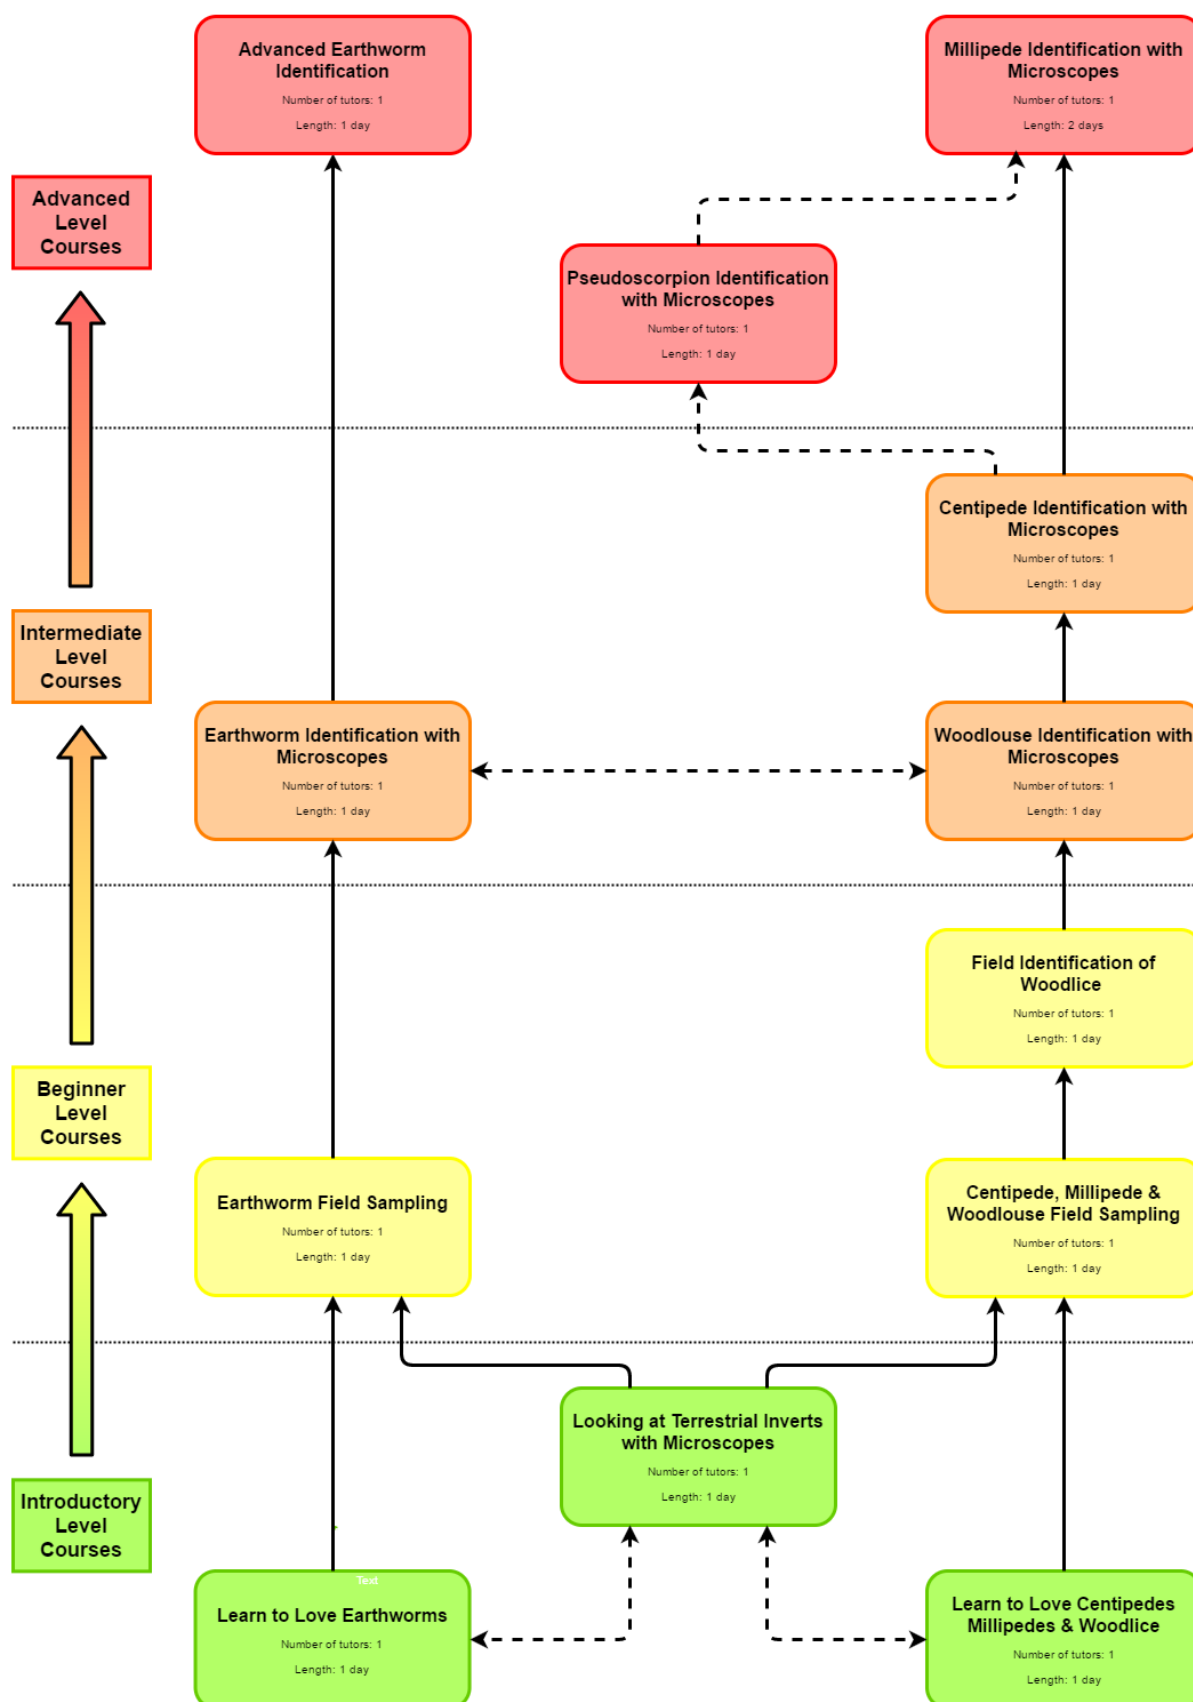 Advanced Earthworm
Identification
Number of tutors: 1
Length: 1 day
Millipede Identification with
Microscopes
Number of tutors: 1
Length: 2 days
Advanced
Level
Courses
Pseudoscorpion Identification
with Microscopes
Number of tutors: 1
Length: 1 day
Centipede Identification with
Microscopes
Number of tutors: 1
Length: 1 day
Intermediate
Level
Courses
Earthworm Identification with
Microscopes
Number of tutors: 1
Length: 1 day
Woodlouse Identification with
Microscopes
Number of tutors: 1
Length: 1 day
Field Identification of
Woodlice
Number of tutors: 1
Length: 1 day
Beginner
Level
Courses
Earthworm Field Sampling
Number of tutors: 1
Length: 1 day
Centipede, Millipede &
Woodlouse Field Sampling
Number of tutors: 1
Length: 1 day
Looking at Terrestrial Inverts
with Microscopes
Number of tutors: 1
Length: 1 day
Introductory
Level
Courses
Text
Learn to Love Earthworms
Number of tutors: 1
Length: 1 day
Learn to Love Centipedes
Millipedes & Woodlice
Number of tutors: 1
Length: 1 day